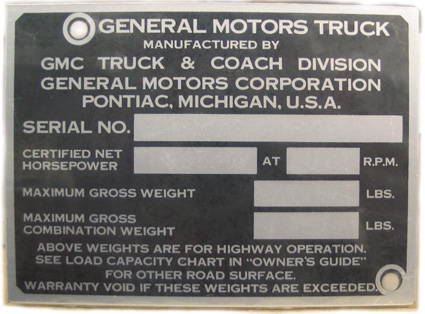 GENERAL MOTORS TRUCK
MANUFACTURED BY
GMC TRUCK & COACH DIVISION
GENERAL MOTORS CORPORATION
PONTIAC, MICHIGAN, U.S.A.
SERIAL NO.
CERTIFIED NET
HORSEPOWER AT R.P.M.
MAXIMUM GROSS WEIGHT LBS.
MAXIMUM GROSS
COMBINATION WEIGHT LBS.
ABOVE WEIGHTS ARE FOR HIGHWAY OPERATION.
SEE LOAD CAPACITY CHART IN "OWNER'S GUIDE"
FOR OTHER ROAD SURFACE.
WARRANTY VOID IF THESE WEIGHTS ARE EXCEEDED.